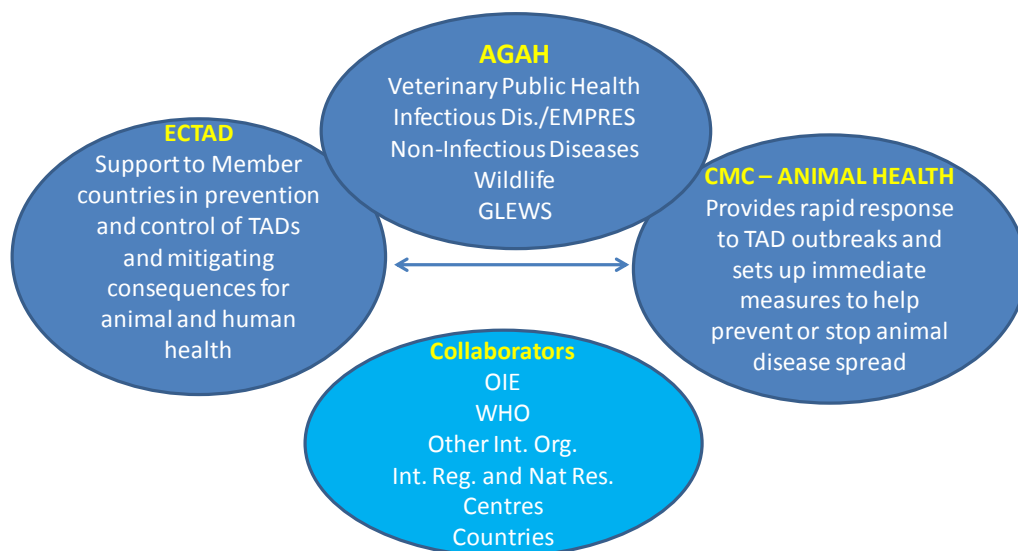 AGAH
Veterinary Public Health
Infectious Dis./EMPRES
Non-Infectious Diseases
Wildlife
GLEWS
ECTAD
Support to Member
countries in prevention
and control of TADs
and mitigating
consequences for
animal and human
health
CMC – ANIMAL HEALTH
Provides rapid response
to TAD outbreaks and
sets up immediate
measures to help
prevent or stop animal
disease spread
Collaborators
OIE
WHO
Other Int. Org.
Int. Reg. and Nat Res.
Centres
Countries